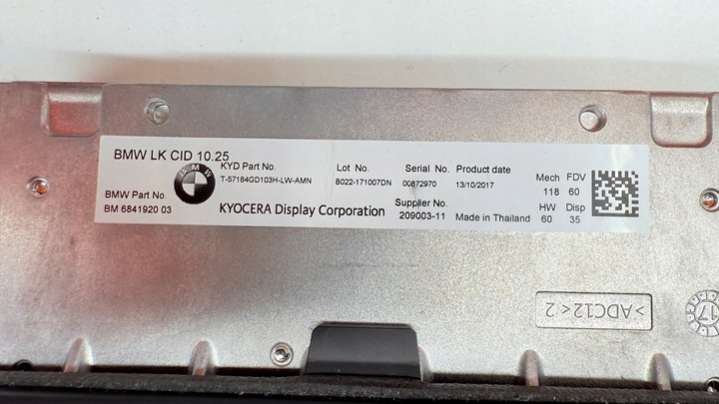 BMW LK CID 10.25
KYD Part No.
T-57184GD103H-LW-AMN
Lot No.
8022-171007DN
Serial No.
00872970
Product date
13/10/2017
Mech FDV
118 60
HW Disp
60 35
BMW Part No.
BM 6841920 03
BMW
KYOCERA Display Corporation
Supplier No.
209003-11
Made in Thailand
>ADC12<2
17